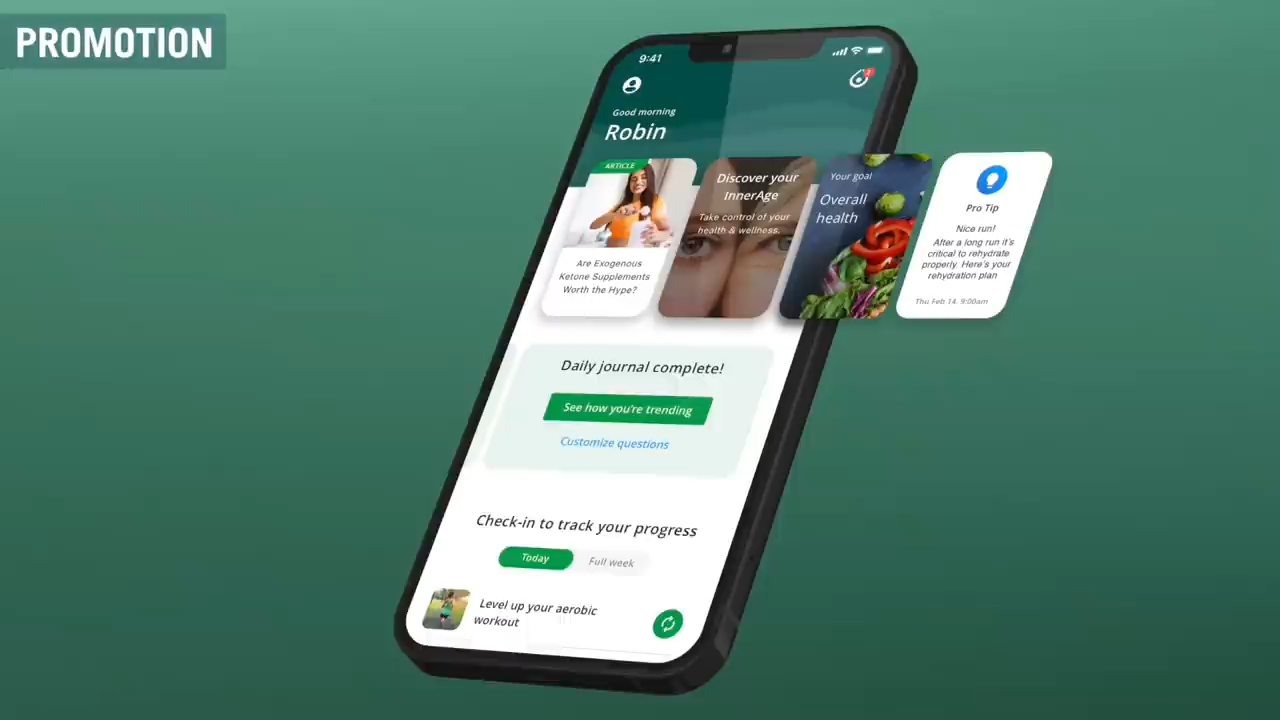 PROMOTION
9:41
2
Good morning
Robin
ARTICLE
Are Exogenous
Ketone Supplements
Worth the Hype?
Discover your
InnerAge
Take control of your
health & wellness.
Your goal
Overall
health
Pro Tip
Nice run!
After a long run it's
critical to rehydrate
properly. Here's your
rehydration plan
Thu Feb 14, 9:00am
Daily journal complete!
See how you're trending
Customize questions
Check-in to track your progress
Today
Full week
Level up your aerobic
workout